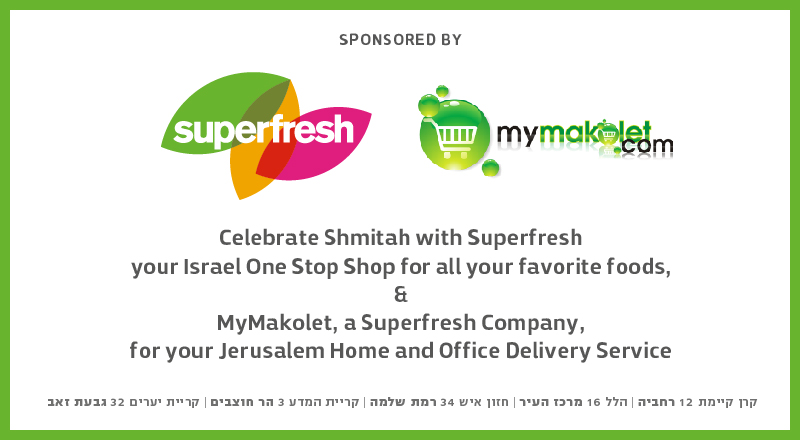 SPONSORED BY
superfresh
mymakolet
.com
Celebrate Shmitah with Superfresh
your Israel One Stop Shop for all your favorite foods,
&
MyMakolet, a Superfresh Company,
for your Jerusalem Home and Office Delivery Service
קרן קיימת 12 רחביה | הלל 16 מרכז העיר | חזון איש 34 רמת שלמה | קריית המדע 3 הר חוצבים | קריית יערים 32 גבעת זאב